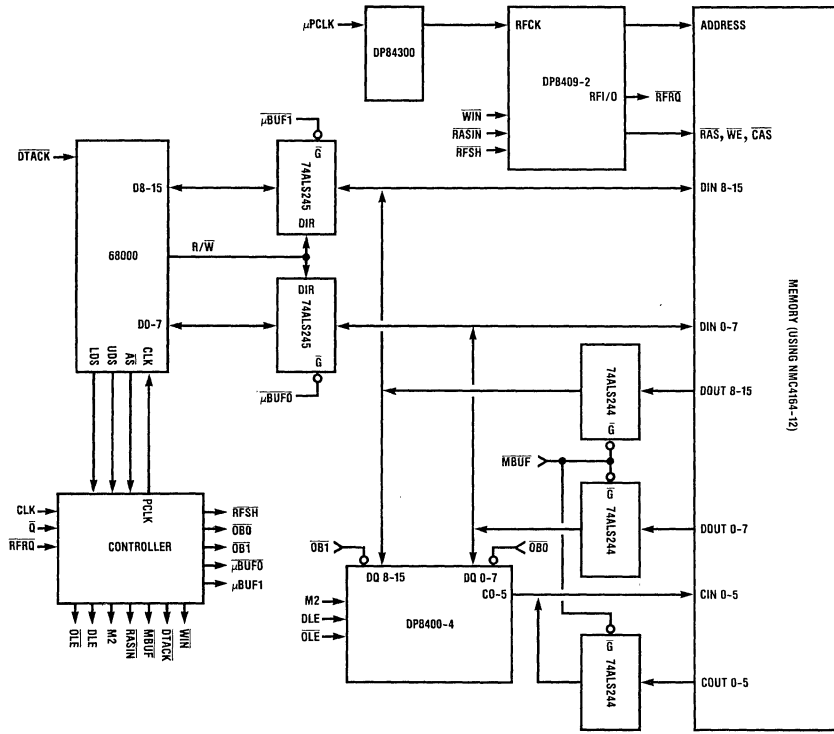 μPCLK
DP84300
RFCK
DP8409-2
RFI/O
RFRQ
WIN
RASIN
RFSH
ADDRESS
RAS, WE, CAS
DTACK
D8-15
68000
R/W
D0-7
LDS
UDS
AS
CLK
μBUF1
G
74ALS245
DIR
DIR
74ALS245
G
μBUF0
DIN 8-15
DIN 0-7
MEMORY (USING NMC4164-12)
74ALS244
G
DOUT 8-15
MBUF
G
74ALS244
DOUT 0-7
CLK
Q
RFRQ
PCLK
CONTROLLER
RFSH
OB0
OB1
μBUF0
μBUF1
OLE
DLE
M2
RASIN
MBUF
DTACK
WIN
OB1
OB0
DQ 8-15
DQ 0-7
CO-5
M2
DLE
OLE
DP8400-4
CIN 0-5
G
74ALS244
COUT 0-5